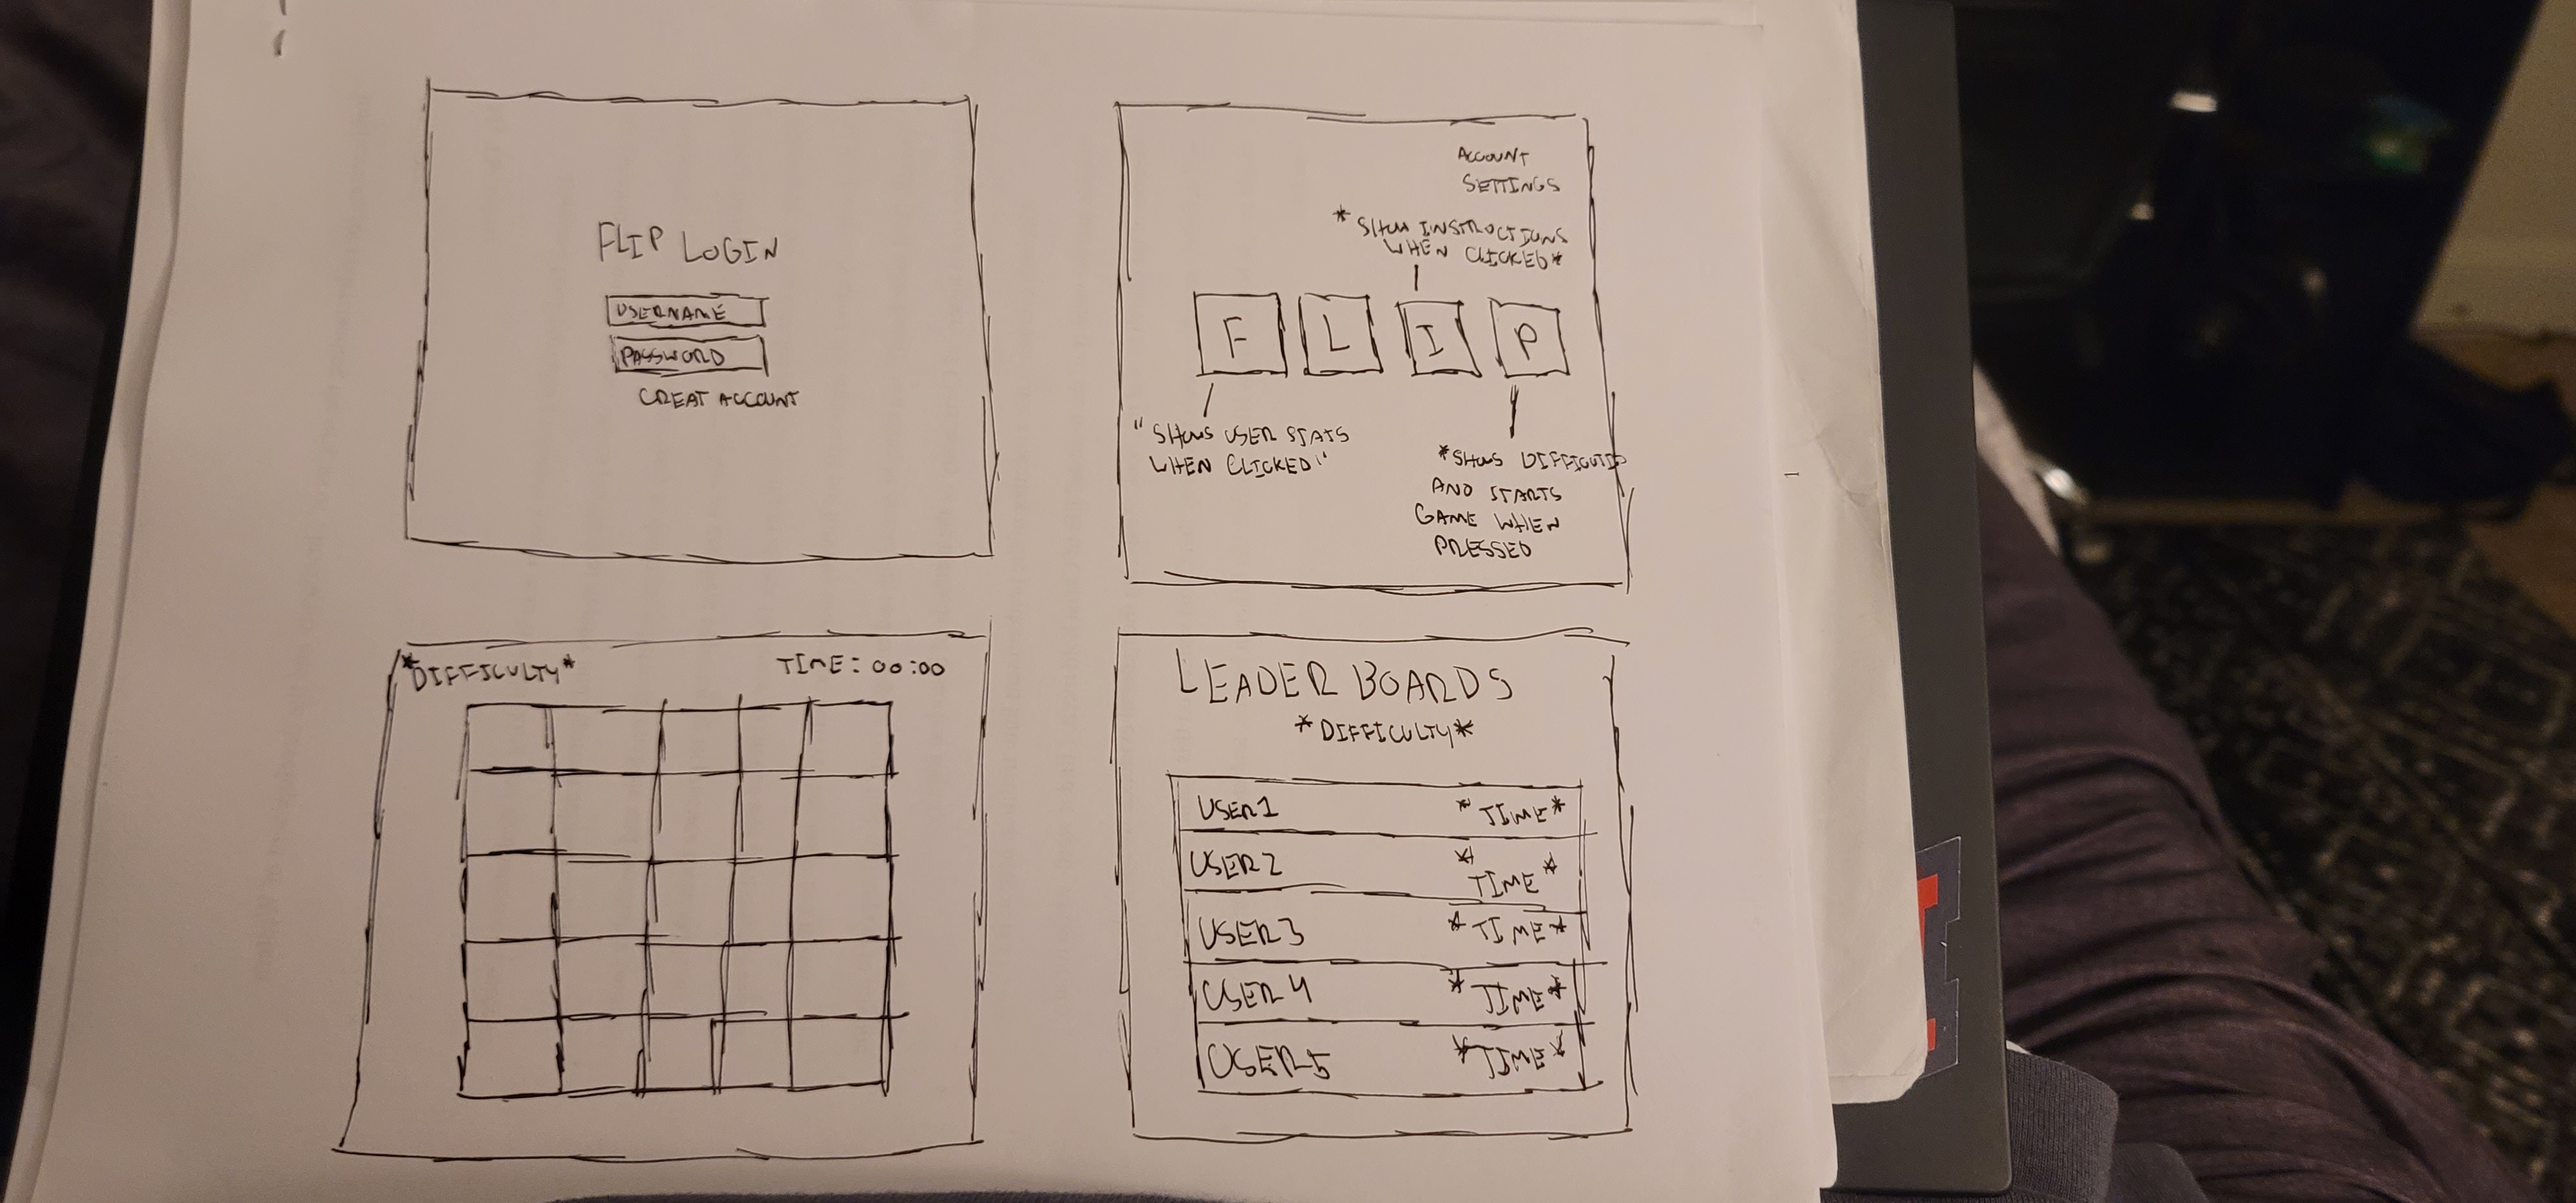 FLIP LOGIN
USERNAME
PASSWORD
CREAT ACCOUNT
ACCOUNT
SETTINGS
*SHOW INSTRUCTIONS
WHEN CLICKED*
F L I P
"SHOWS USER STATS
WHEN CLICKED"
*SHOWS
AND STARTS
GAME WHEN
PRESSED
*DIFFICULTY* TIME: 00:00
LEADER BOARDS
*DIFFICULTY*
USER1 *TIME*
USER2 *TIME*
USER3 *TIME*
USER4 *TIME*
USER5 *TIME*